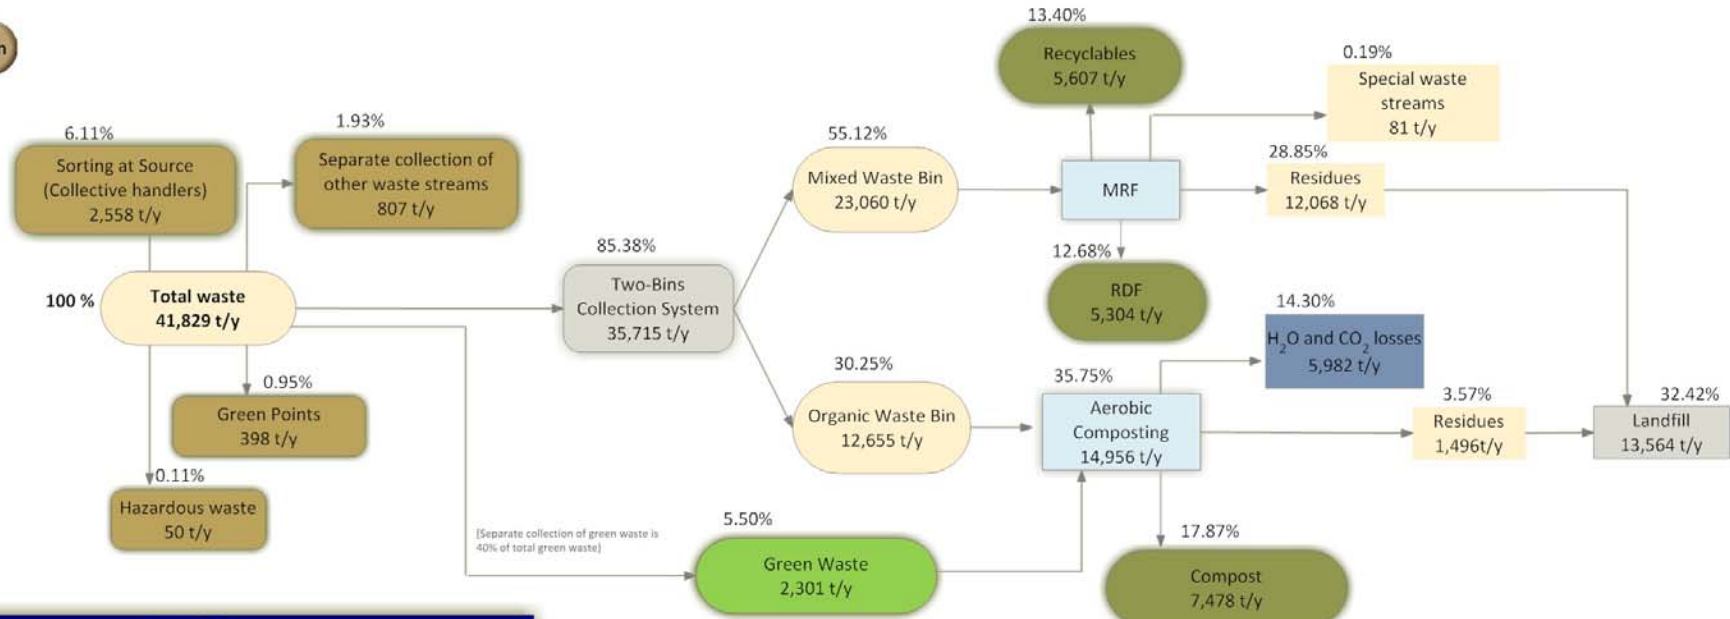 13.40%
Recyclables
5,607 t/y
0.19%
Special waste
streams
81 t/y
6.11%
Sorting at Source
(Collective handlers)
2,558 t/y
1.93%
Separate collection of
other waste streams
807 t/y
55.12%
Mixed Waste Bin
23,060 t/y
MRF
28.85%
Residues
12,068 t/y
85.38%
Two-Bins
Collection System
35,715 t/y
100 %
Total waste
41,829 t/y
12.68%
RDF
5,304 t/y
14.30%
H₂O and CO₂ losses
5,982 t/y
30.25%
Organic Waste Bin
12,655 t/y
35.75%
Aerobic
Composting
14,956 t/y
3.57%
Residues
1,496t/y
32.42%
Landfill
13,564 t/y
0.95%
Green Points
398 t/y
0.11%
Hazardous waste
50 t/y
[Separate collection of green waste is
40% of total green waste]
5.50%
Green Waste
2,301 t/y
17.87%
Compost
7,478 t/y